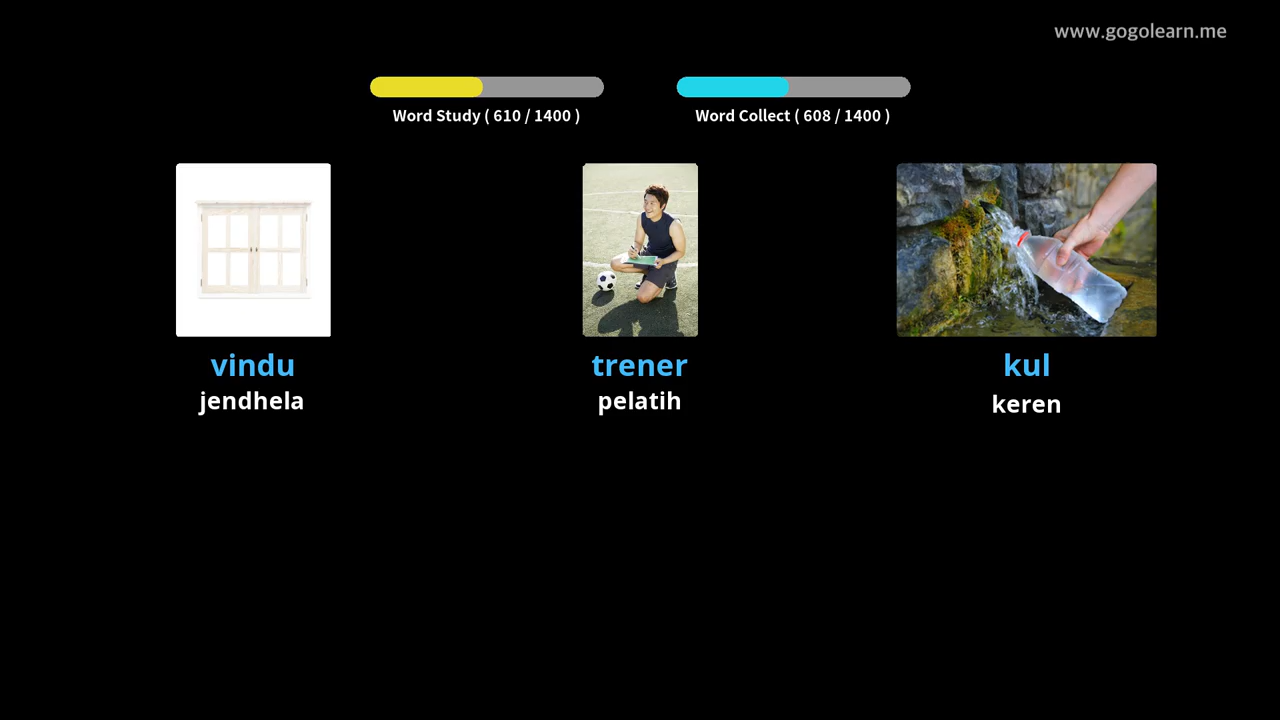 www.gogolearn.me
Word Study ( 610 / 1400 )
Word Collect ( 608 / 1400 )
vindu
jendhela
trener
pelatih
kul
keren